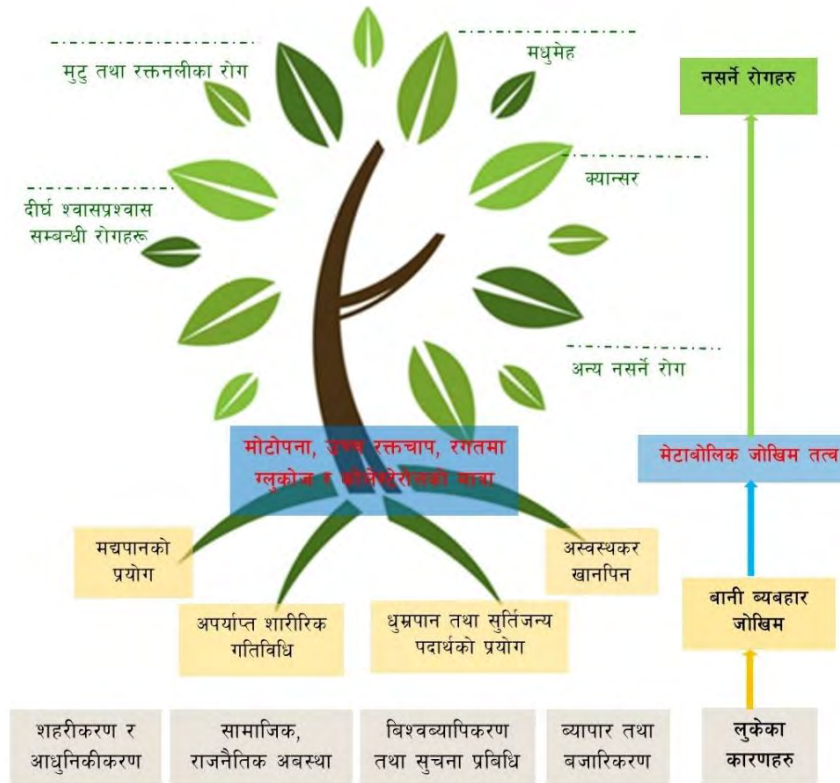 मुटु तथा रक्तनलीका रोग
मधुमेह
नसर्ने रोगहरु
क्यान्सर
दीर्घ श्वासप्रश्वास
सम्बन्धी रोगहरू
अन्य नसर्ने रोग
मोटोपना, उच्च रक्तचाप, रगतमा
ग्लुकोज र कोलेस्टेरोलको मात्रा
मेटाबोलिक जोखिम तत्व
मद्यपानको
प्रयोग
अपर्याप्त शारीरिक
गतिविधि
धुम्रपान तथा सुर्तिजन्य
पदार्थको प्रयोग
अस्वस्थकर
खानपिन
बानी ब्यबहार
जोखिम
शहरीकरण र
आधुनिकीकरण
सामाजिक,
राजनैतिक अबस्था
बिश्वब्यापिकरण
तथा सुचना प्रबिधि
ब्यापार तथा
बजारिकरण
लुकेका
कारणहरु